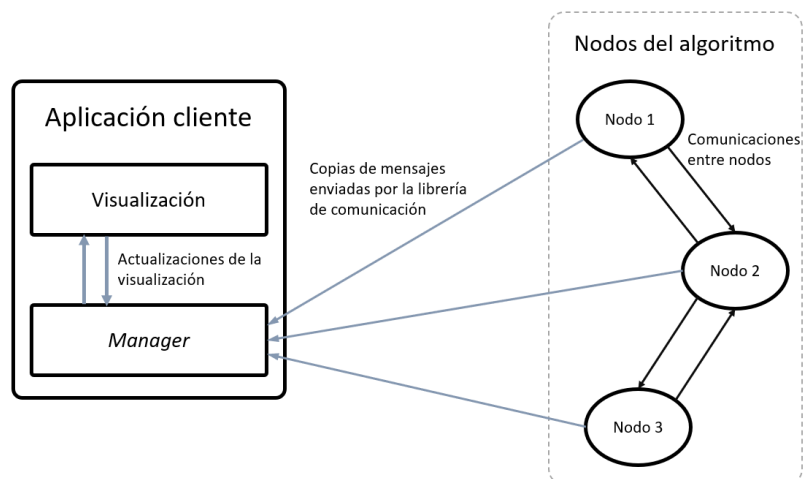 Aplicación cliente
Visualización
Actualizaciones de la
visualización
Manager
Copias de mensajes
enviadas por la librería
de comunicación
Nodos del algoritmo
Nodo 1
Comunicaciones
entre nodos
Nodo 2
Nodo 3